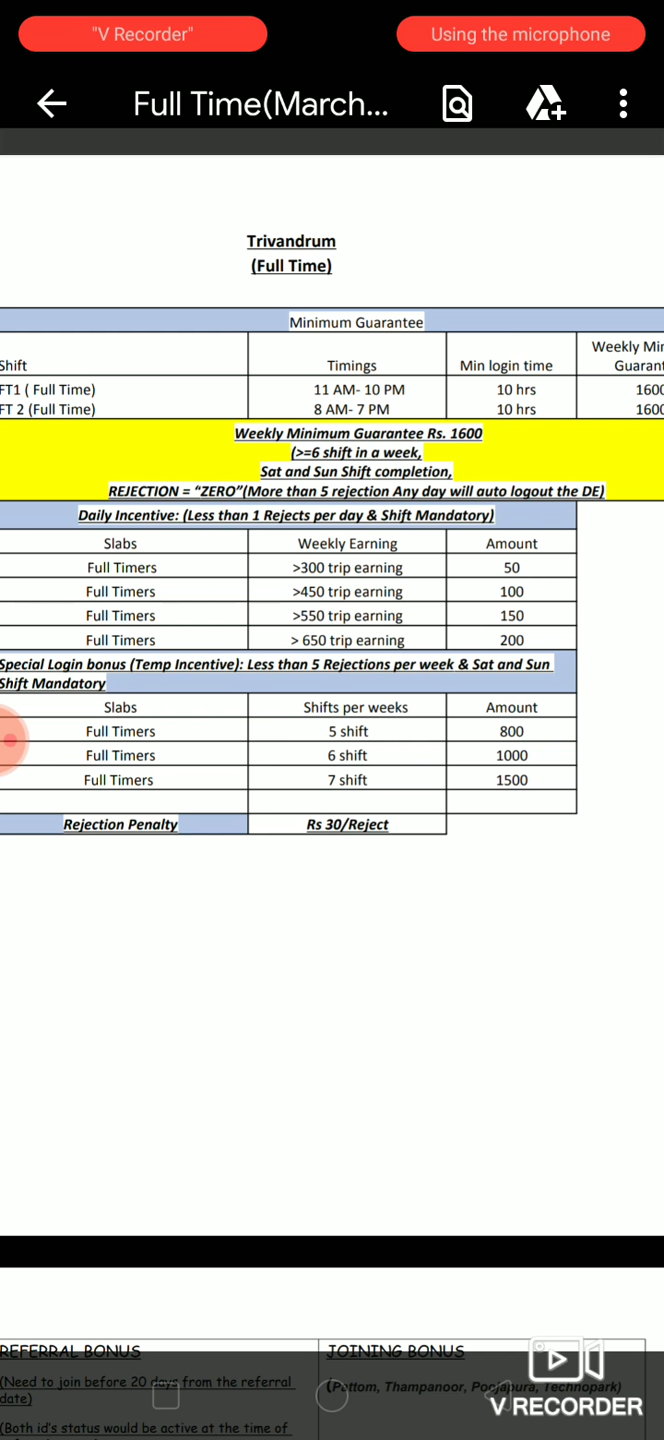 "V Recorder"
Using the microphone
Full Time(March...
Trivandrum
(Full Time)
Minimum Guarantee
Shift Timings Min login time Weekly Min
Guarant
FT1 ( Full Time) 11 AM- 10 PM 10 hrs 1600
FT 2 (Full Time) 8 AM- 7 PM 10 hrs 1600
Weekly Minimum Guarantee Rs. 1600
(>=6 shift in a week,
Sat and Sun Shift completion,
REJECTION = “ZERO”(More than 5 rejection Any day will auto logout the DE)
Daily Incentive: (Less than 1 Rejects per day & Shift Mandatory)
Slabs Weekly Earning Amount
Full Timers >300 trip earning 50
Full Timers >450 trip earning 100
Full Timers >550 trip earning 150
Full Timers > 650 trip earning 200
Special Login bonus (Temp Incentive): Less than 5 Rejections per week & Sat and Sun
Shift Mandatory
Slabs Shifts per weeks Amount
Full Timers 5 shift 800
Full Timers 6 shift 1000
Full Timers 7 shift 1500
Rejection Penalty Rs 30/Reject
REFERRAL BONUS
(Need to join before 20 days from the referral
date)
(Both id's status would be active at the time of
JOINING BONUS
(Pattom, Thampanoor, Poojapura, Technopark)
V RECORDER